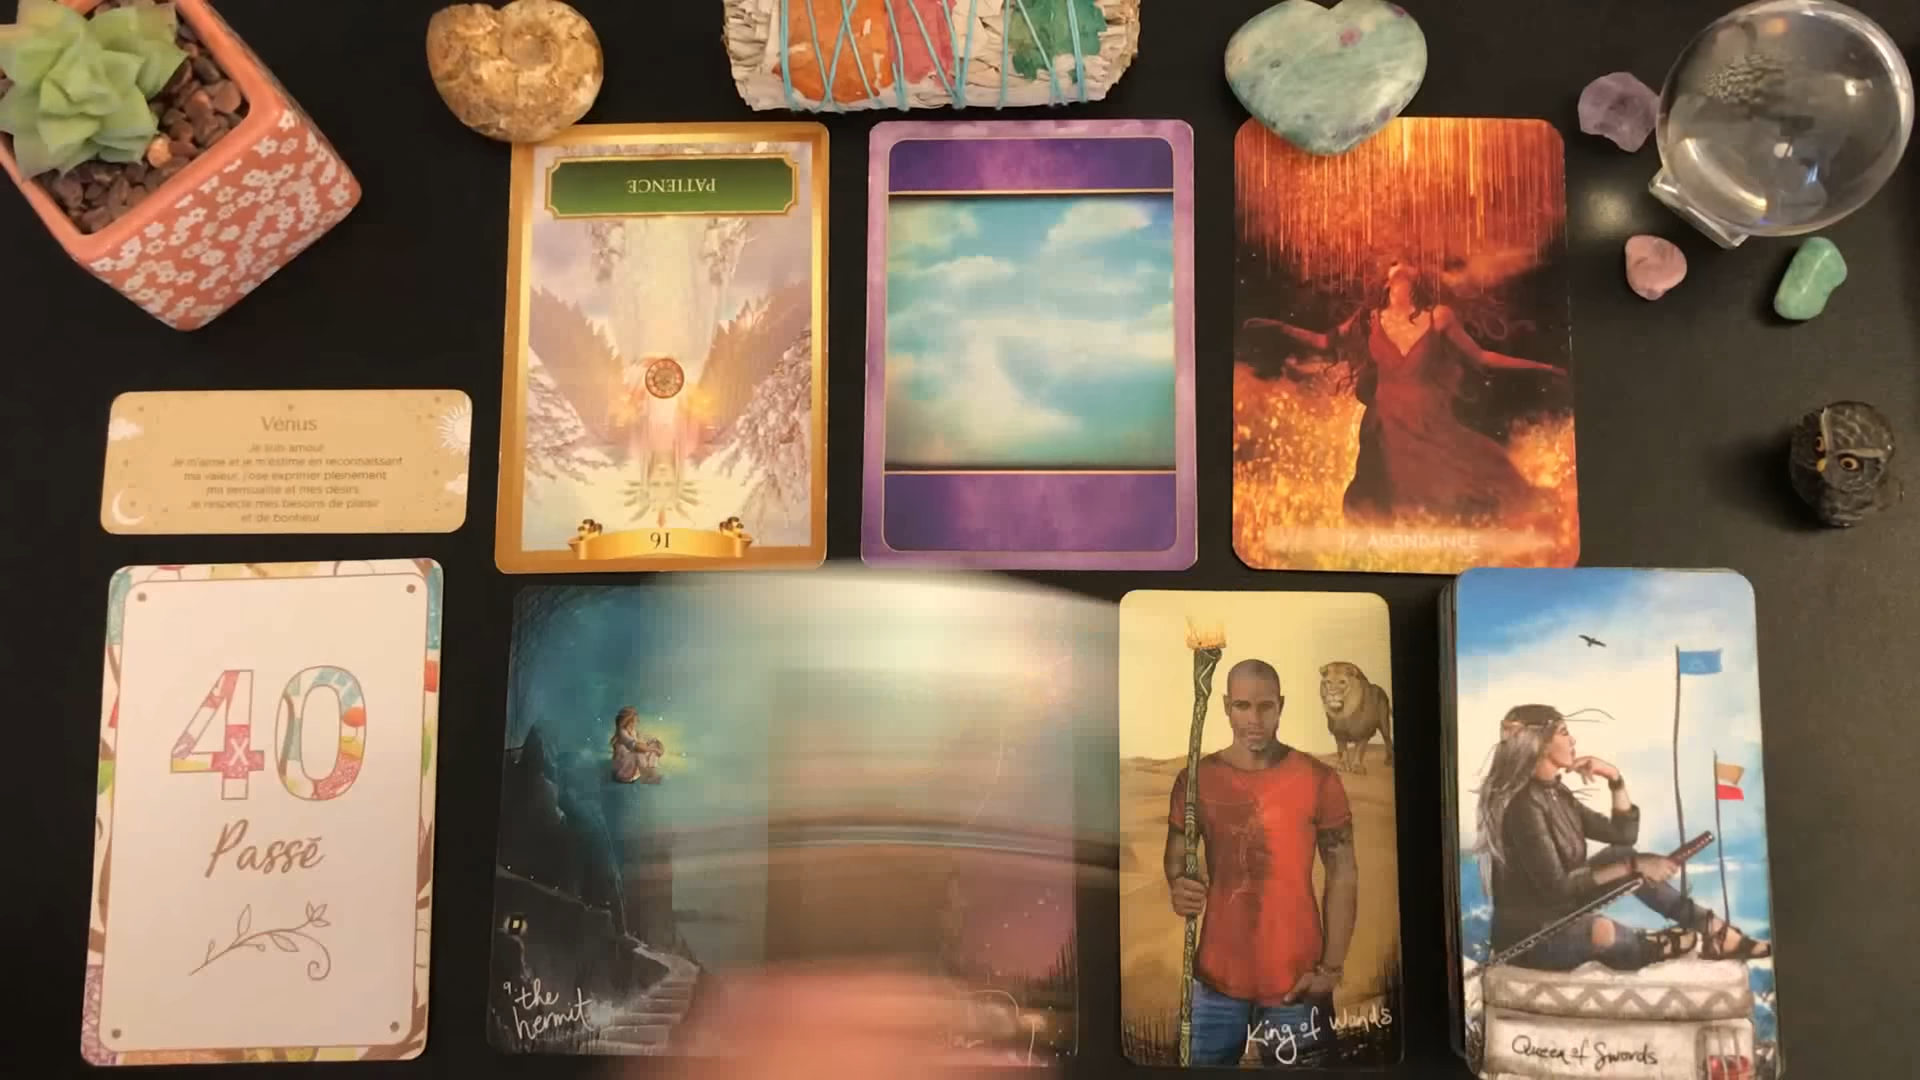 PATIENCE
16
17 ABONDANCE
Vénus
Je suis amour
Je m'aime et je m'estime en reconnaissant
ma valeur, j'ose exprimer pleinement
ma sensualité et mes désirs
Je respecte mes besoins de plaisir
et de bonheur
40
Passé
9. the
hermit
King of Wands
Queen of Swords